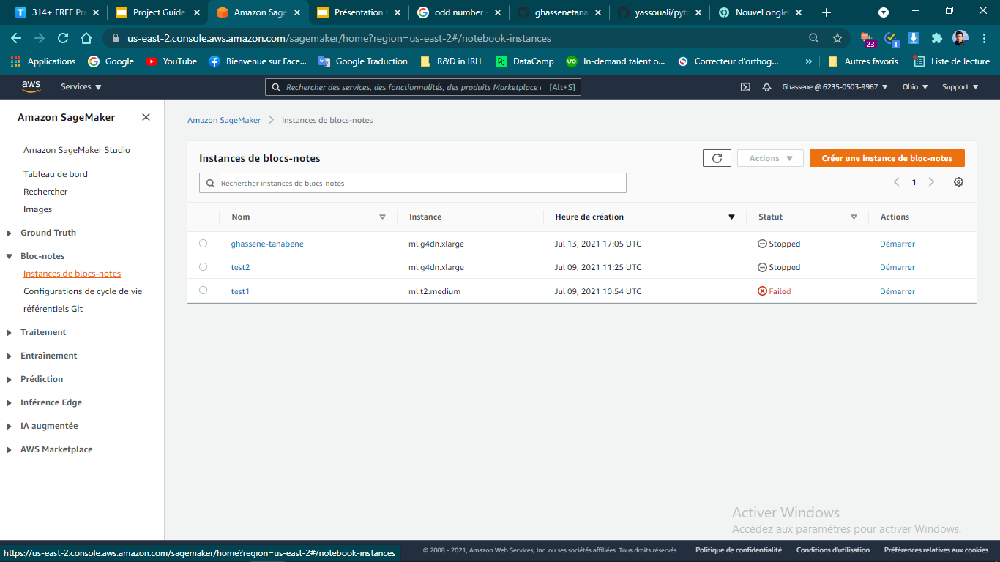 314+ FREE Pr
Project Guide
Amazon Sage
Présentation P
odd number -
ghassenetana
yassouali/pyto
Nouvel ongle
us-east-2.console.aws.amazon.com/sagemaker/home?region=us-east-2#/notebook-instances
23
1
Applications
Google
YouTube
Bienvenue sur Face...
Google Traduction
R&D in IRH
DataCamp
In-demand talent o...
Correcteur d'orthog...
»
Autres favoris
Liste de lecture
aws
Services
Rechercher des services, des fonctionnalités, des produits Marketplace
[Alt+S]
Ghassene @ 6235-0503-9967
Ohio
Support
Amazon SageMaker
Amazon SageMaker Studio
Tableau de bord
Rechercher
Images
Ground Truth
Bloc-notes
Instances de blocs-notes
Configurations de cycle de vie
référentiels Git
Traitement
Entraînement
Prédiction
Inférence Edge
IA augmentée
AWS Marketplace
Amazon SageMaker > Instances de blocs-notes
Instances de blocs-notes
Actions
Créer une instance de bloc-notes
Rechercher instances de blocs-notes
1
Nom Instance Heure de création Statut Actions
ghassene-tanabene ml.g4dn.xlarge Jul 13, 2021 17:05 UTC Stopped Démarrer
test2 ml.g4dn.xlarge Jul 09, 2021 11:25 UTC Stopped Démarrer
test1 ml.t2.medium Jul 09, 2021 10:54 UTC Failed Démarrer
Activer Windows
Accédez aux paramètres pour activer Windows.
https://us-east-2.console.aws.amazon.com/sagemaker/home?region=us-east-2#/notebook-instances
© 2008 - 2021, Amazon Web Services, Inc. ou ses sociétés affiliées. Tous droits réservés.
Politique de confidentialité
Conditions d'utilisation
Préférences relatives aux cookies